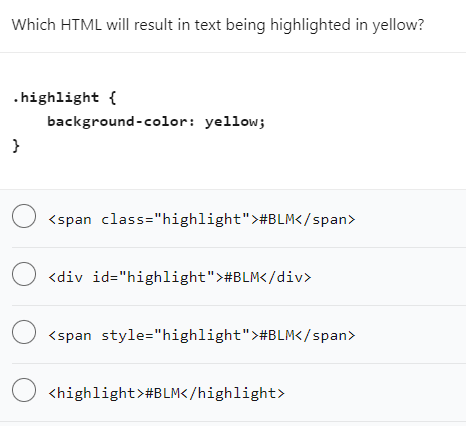 Which HTML will result in text being highlighted in yellow?
.highlight {
    background-color: yellow;
}
<span class="highlight">#BLM</span>
<div id="highlight">#BLM</div>
<span style="highlight">#BLM</span>
<highlight>#BLM</highlight>